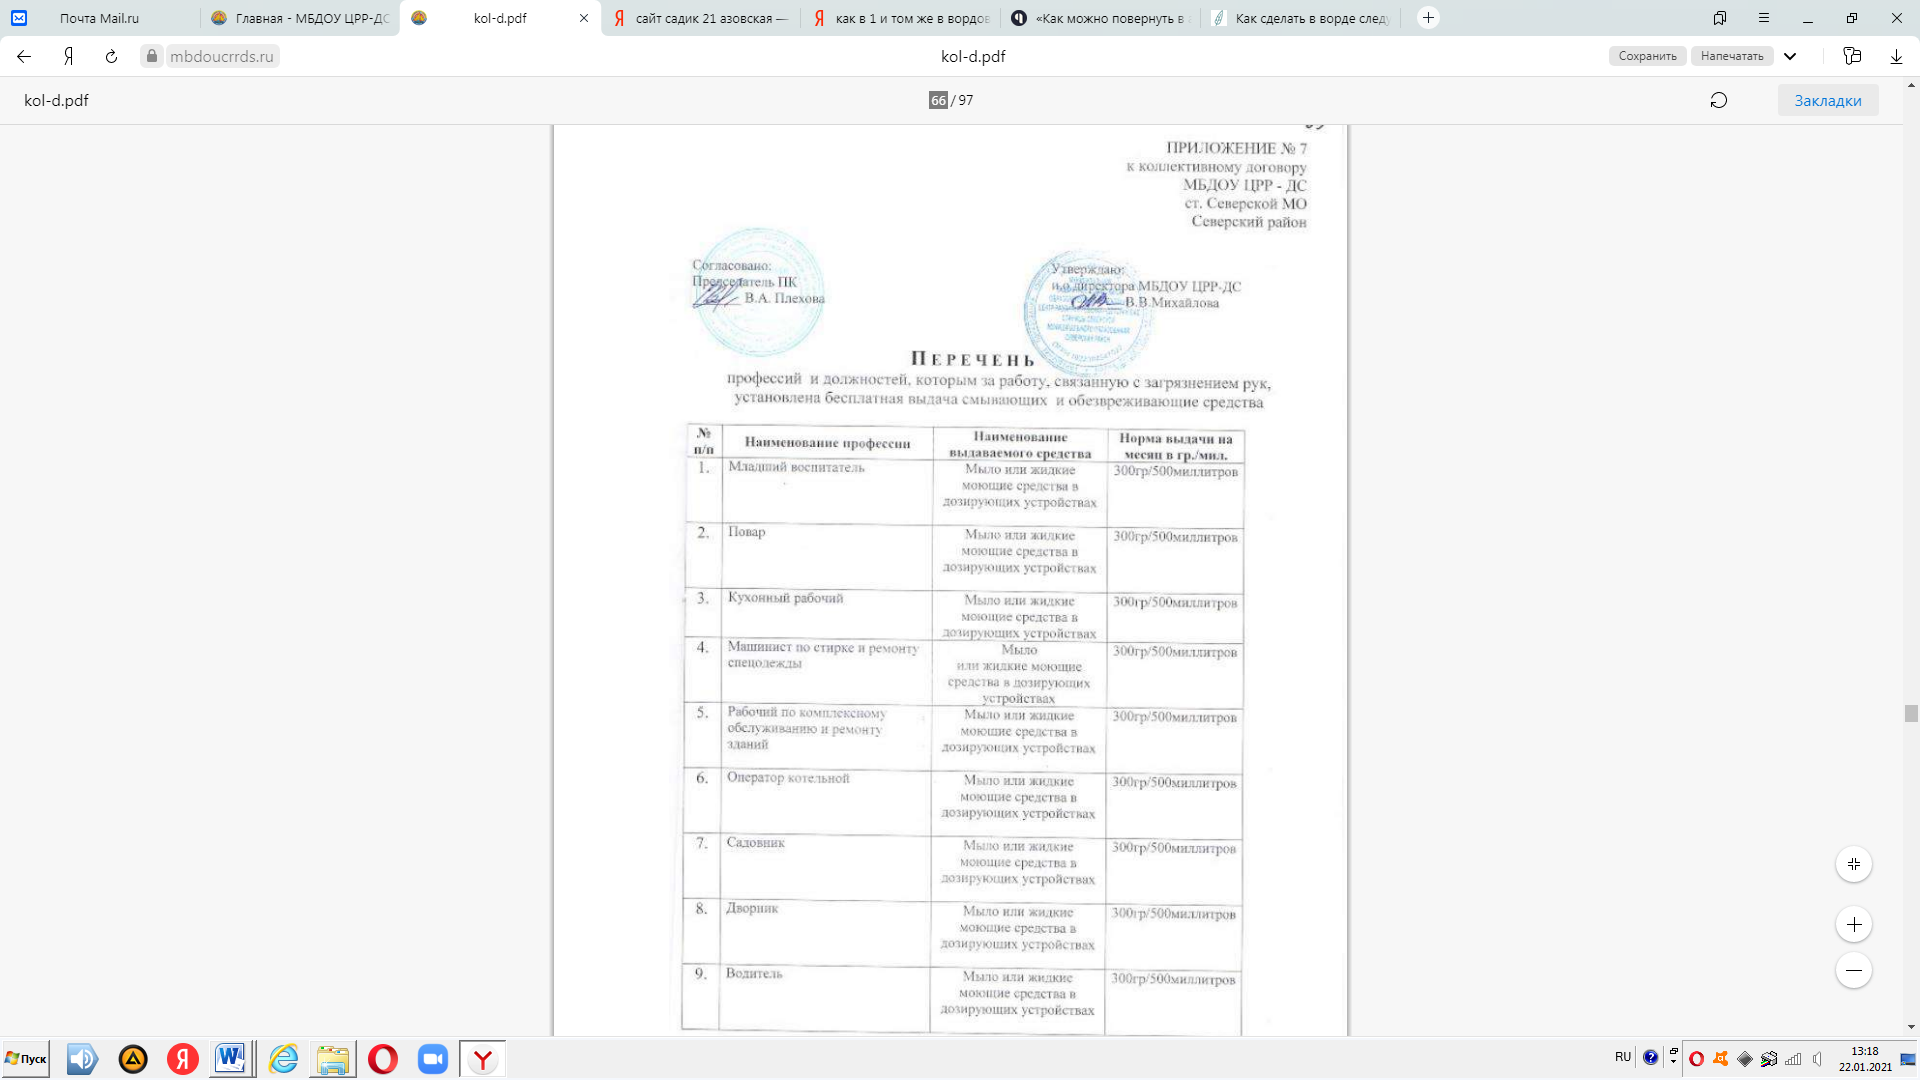 Почта Mail.ru
Главная - МБДОУ ЦРР-ДС
kol-d.pdf
сайт садик 21 азовская —
как в 1 и том же в вордов
«Как можно повернуть в
Как сделать в ворде след
mbdoucrrds.ru
kol-d.pdf
Сохранить
Напечатать
kol-d.pdf
66 / 97
Закладки
ПРИЛОЖЕНИЕ № 7
к коллективному договору
МБДОУ ЦРР - ДС
ст. Северской МО
Северский район
Согласовано:
Председатель ПК
В.А. Плехова
Утверждаю:
и.о директора МБДОУ ЦРР-ДС
В.В.Михайлова
ПЕРЕЧЕНЬ
профессий и должностей, которым за работу, связанную с загрязнением рук,
установлена бесплатная выдача смывающих и обезвреживающие средства
№ п/п
Наименование профессии
Наименование выдаваемого средства
Норма выдачи на месяц в гр./мил.
1.
Младший воспитатель
Мыло или жидкие
моющие средства в
дозирующих устройствах
300гр/500миллитров
2.
Повар
Мыло или жидкие
моющие средства в
дозирующих устройствах
300гр/500миллитров
3.
Кухонный рабочий
Мыло или жидкие
моющие средства в
дозирующих устройствах
300гр/500миллитров
4.
Машинист по стирке и ремонту
спецодежды
Мыло
или жидкие моющие
средства в дозирующих
устройствах
300гр/500миллитров
5.
Рабочий по комплексному
обслуживанию и ремонту
зданий
Мыло или жидкие
моющие средства в
дозирующих устройствах
300гр/500миллитров
6.
Оператор котельной
Мыло или жидкие
моющие средства в
дозирующих устройствах
300гр/500миллитров
7.
Садовник
Мыло или жидкие
моющие средства в
дозирующих устройствах
300гр/500миллитров
8.
Дворник
Мыло или жидкие
моющие средства в
дозирующих устройствах
300гр/500миллитров
9.
Водитель
Мыло или жидкие
моющие средства в
дозирующих устройствах
300гр/500миллитров
Пуск
RU
13:18
22.01.2021